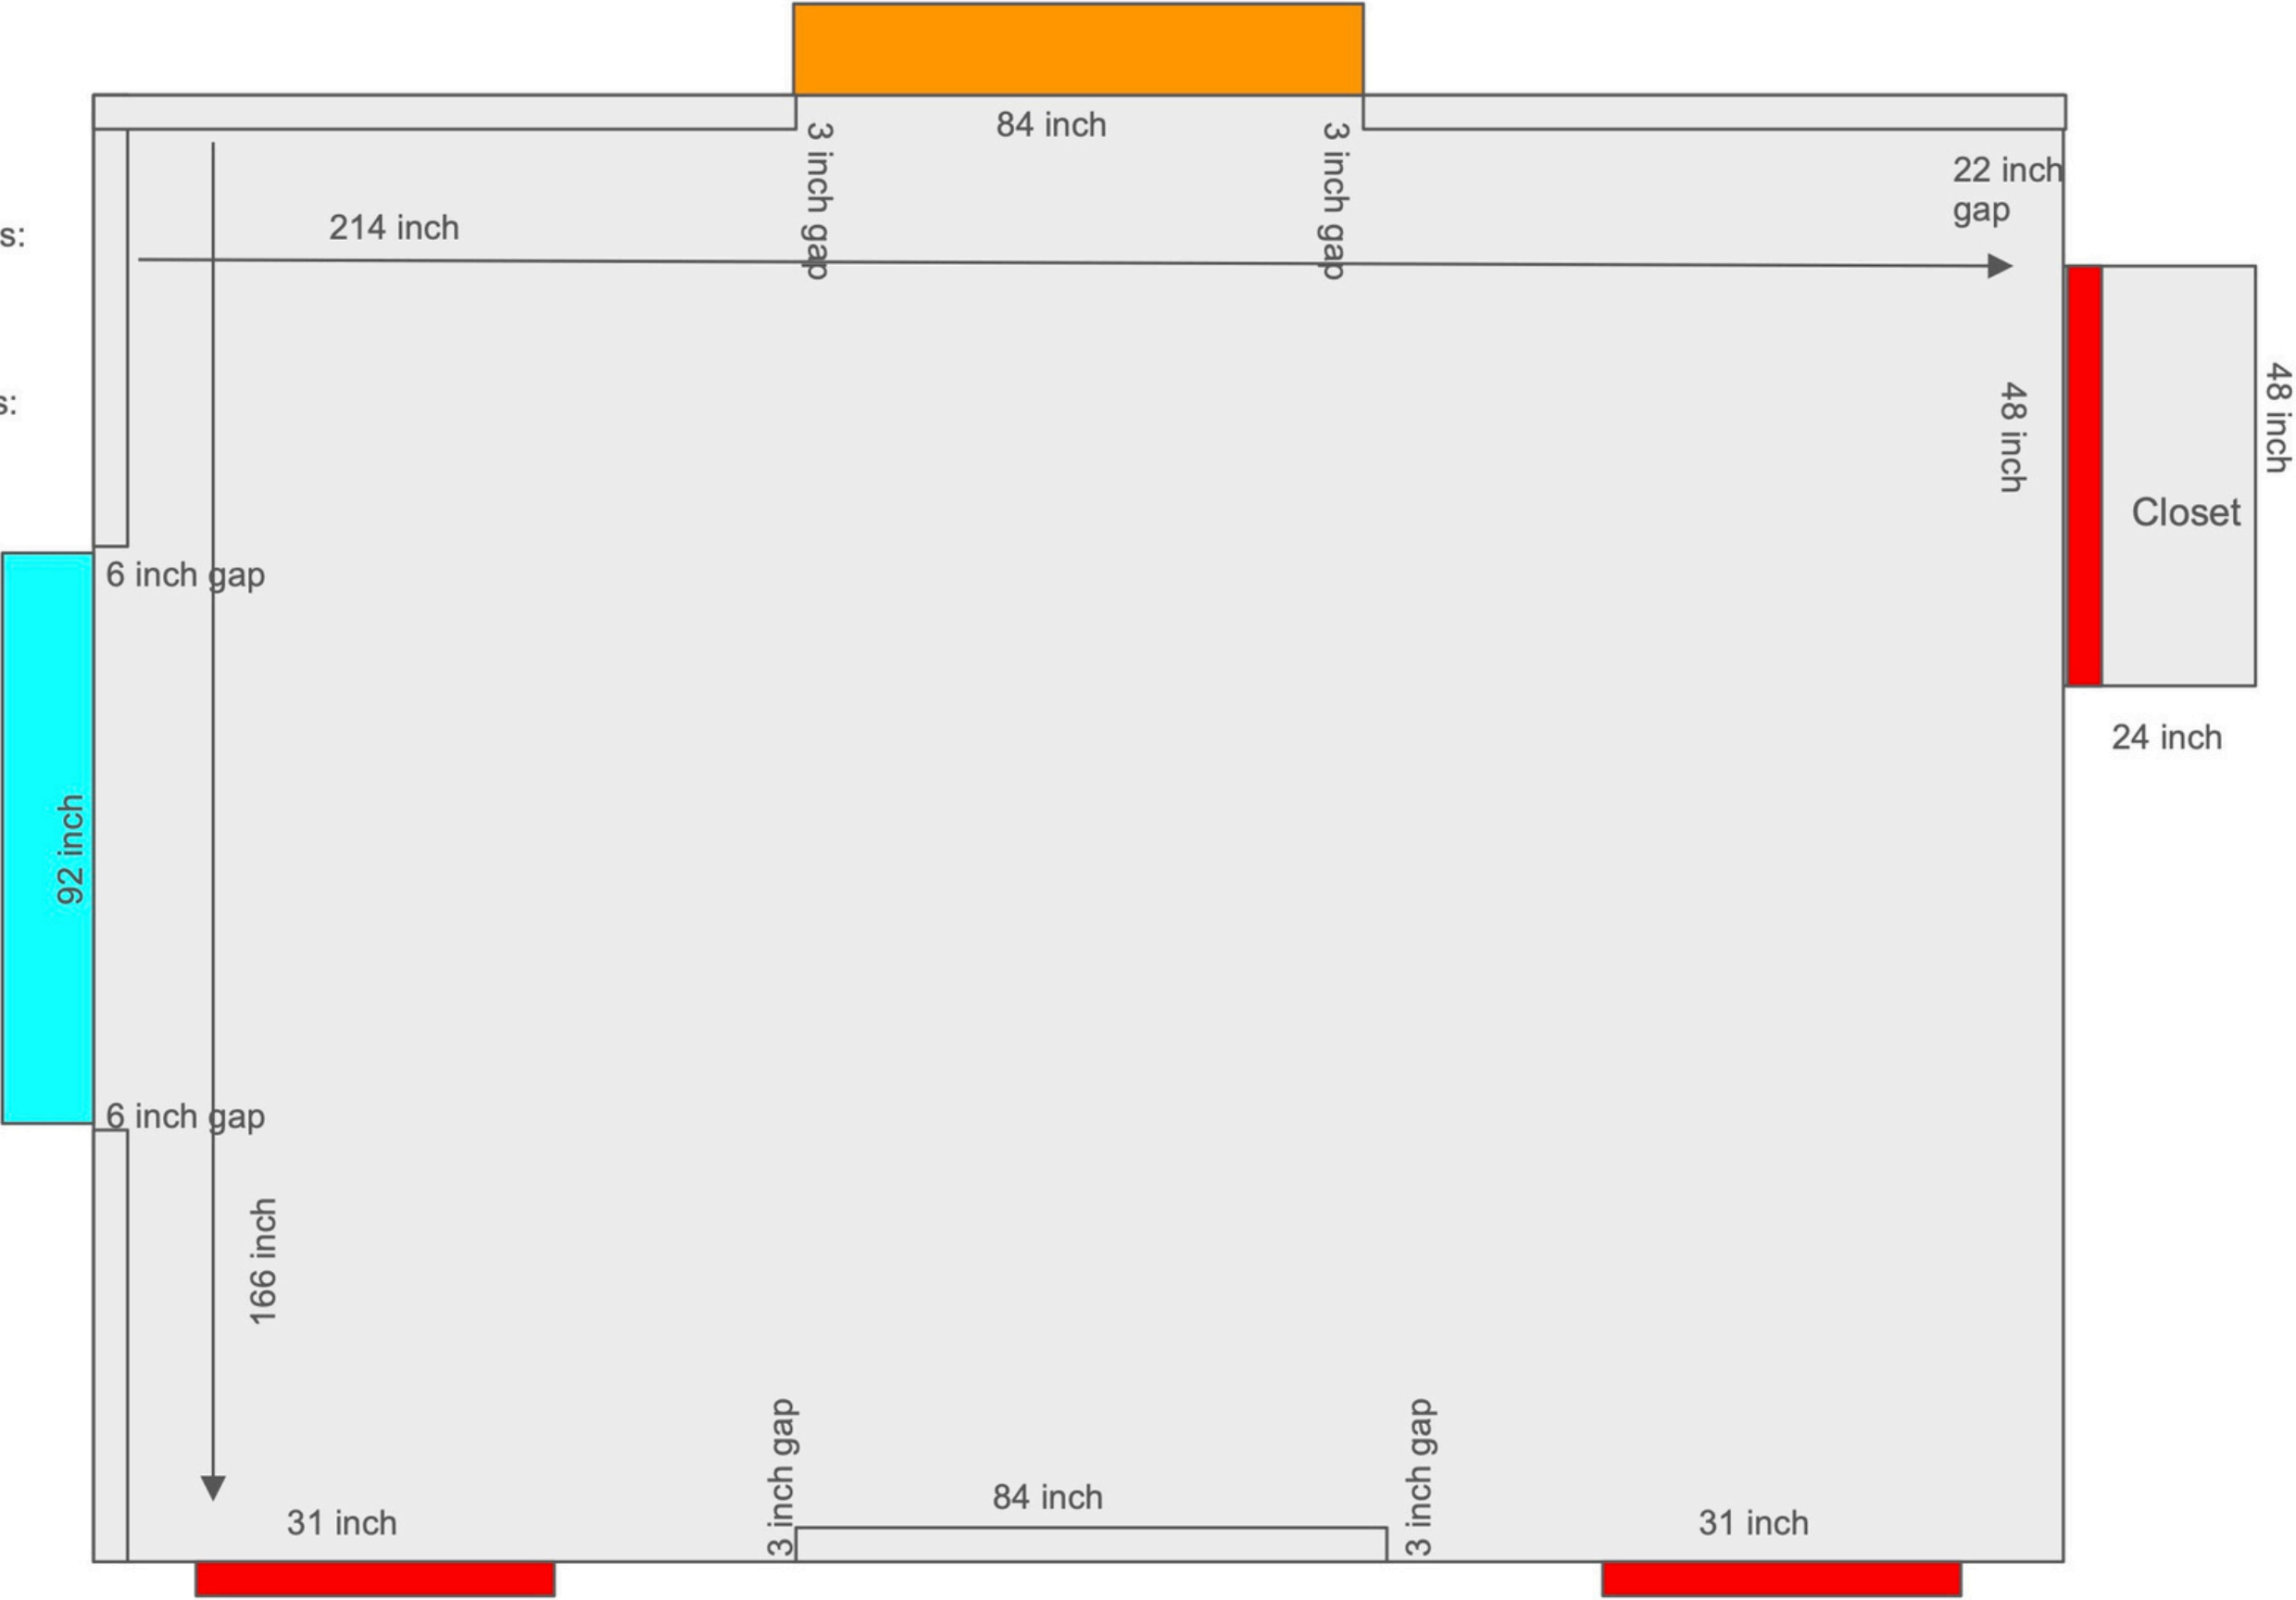 84 inch
3 inch gap
3 inch gap
22 inch
gap
214 inch
s:
48 inch
48 inch
s:
Closet
6 inch gap
24 inch
92 inch
6 inch gap
166 inch
3 inch gap
84 inch
3 inch gap
31 inch
31 inch